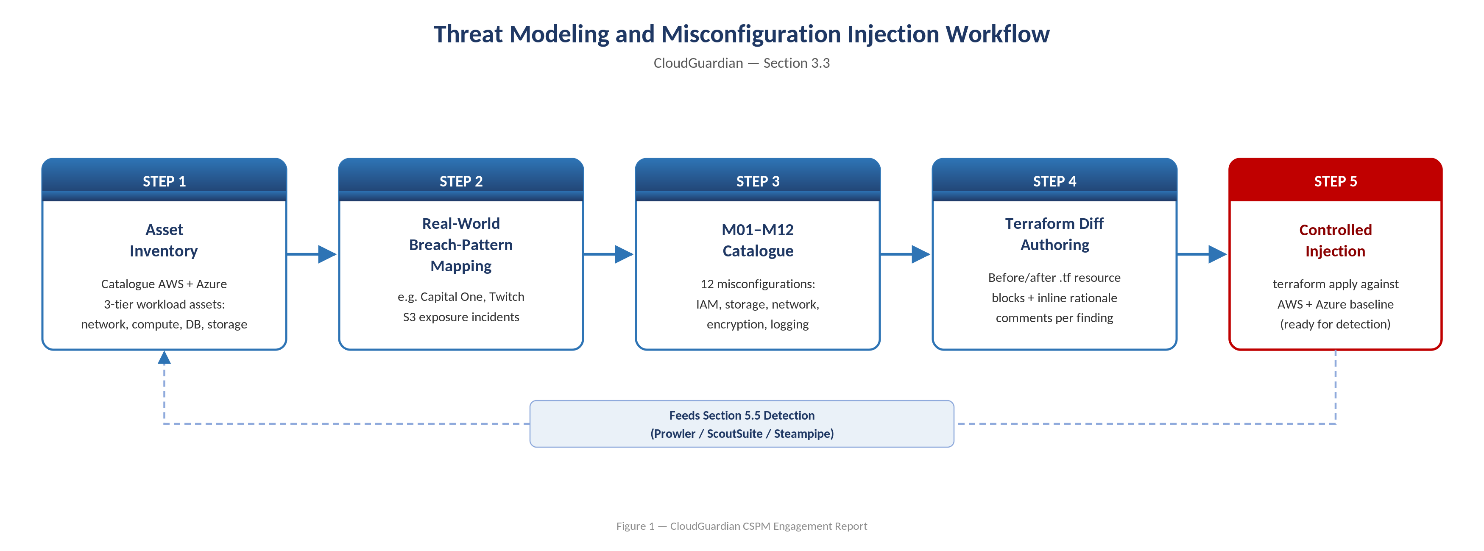 Threat Modeling and Misconfiguration Injection Workflow
CloudGuardian — Section 3.3
STEP 1
Asset
Inventory
Catalogue AWS + Azure
3-tier workload assets:
network, compute, DB, storage
STEP 2
Real-World
Breach-Pattern
Mapping
e.g. Capital One, Twitch
S3 exposure incidents
STEP 3
M01–M12
Catalogue
12 misconfigurations:
IAM, storage, network,
encryption, logging
STEP 4
Terraform Diff
Authoring
Before/after .tf resource
blocks + inline rationale
comments per finding
STEP 5
Controlled
Injection
terraform apply against
AWS + Azure baseline
(ready for detection)
Feeds Section 5.5 Detection
(Prowler / ScoutSuite / Steampipe)
Figure 1 — CloudGuardian CSPM Engagement Report